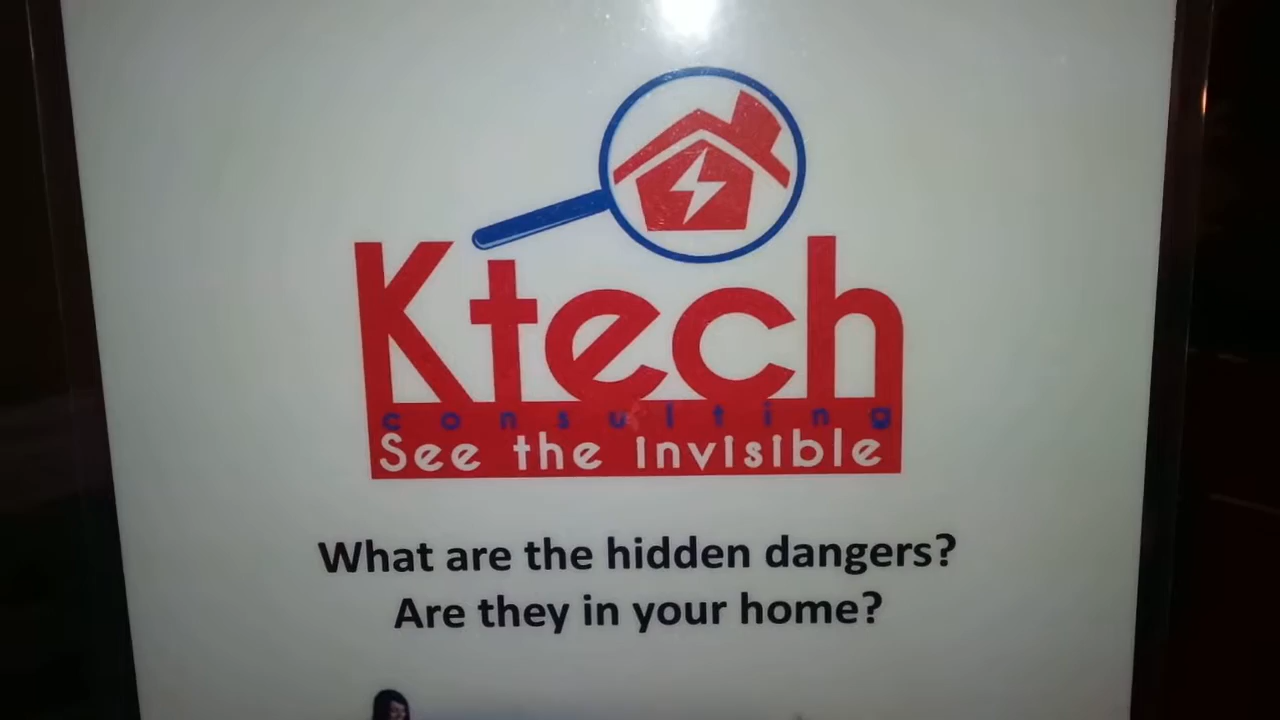 Ktech
consulting
See the invisible
What are the hidden dangers?
Are they in your home?